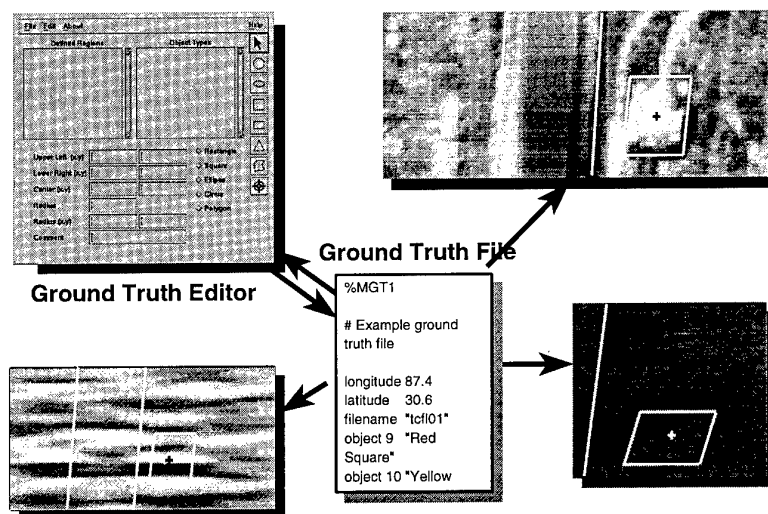 File Edit About Help
Defined Regions Object Types
Upper Left (x,y)
Lower Right (x,y)
Center (x,y)
Radius
Radius (x,y)
Comment
Rectangle
Square
Ellipse
Circle
Polygon
Ground Truth Editor
Ground Truth File
%MGT1
# Example ground
truth file
longitude 87.4
latitude 30.6
filename "tcfl01"
object 9 "Red
Square"
object 10 "Yellow